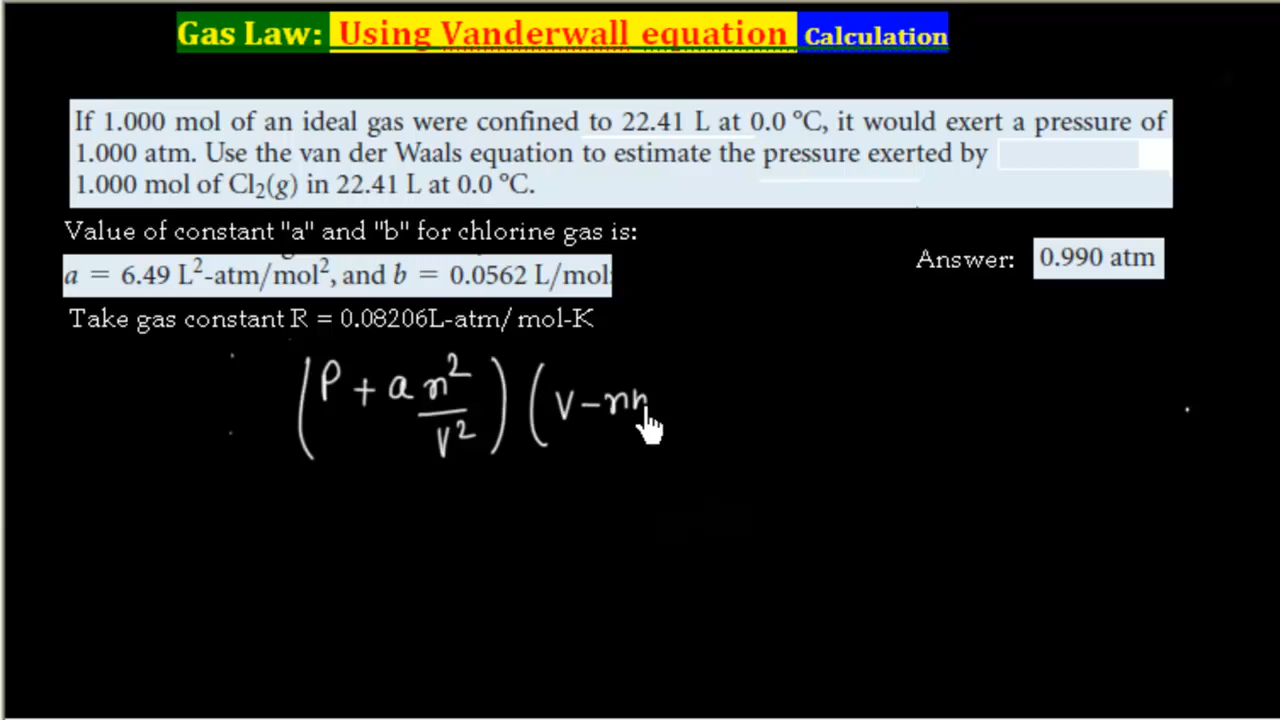 Gas Law: Using Vanderwall equation Calculation
If 1.000 mol of an ideal gas were confined to 22.41 L at 0.0 °C, it would exert a pressure of
1.000 atm. Use the van der Waals equation to estimate the pressure exerted by
1.000 mol of Cl₂(g) in 22.41 L at 0.0 °C.
Value of constant "a" and "b" for chlorine gas is:
a = 6.49 L²-atm/mol², and b = 0.0562 L/mol
Answer: 0.990 atm
Take gas constant R = 0.08206L-atm/ mol-K
(P + a n²/V²) (V - n